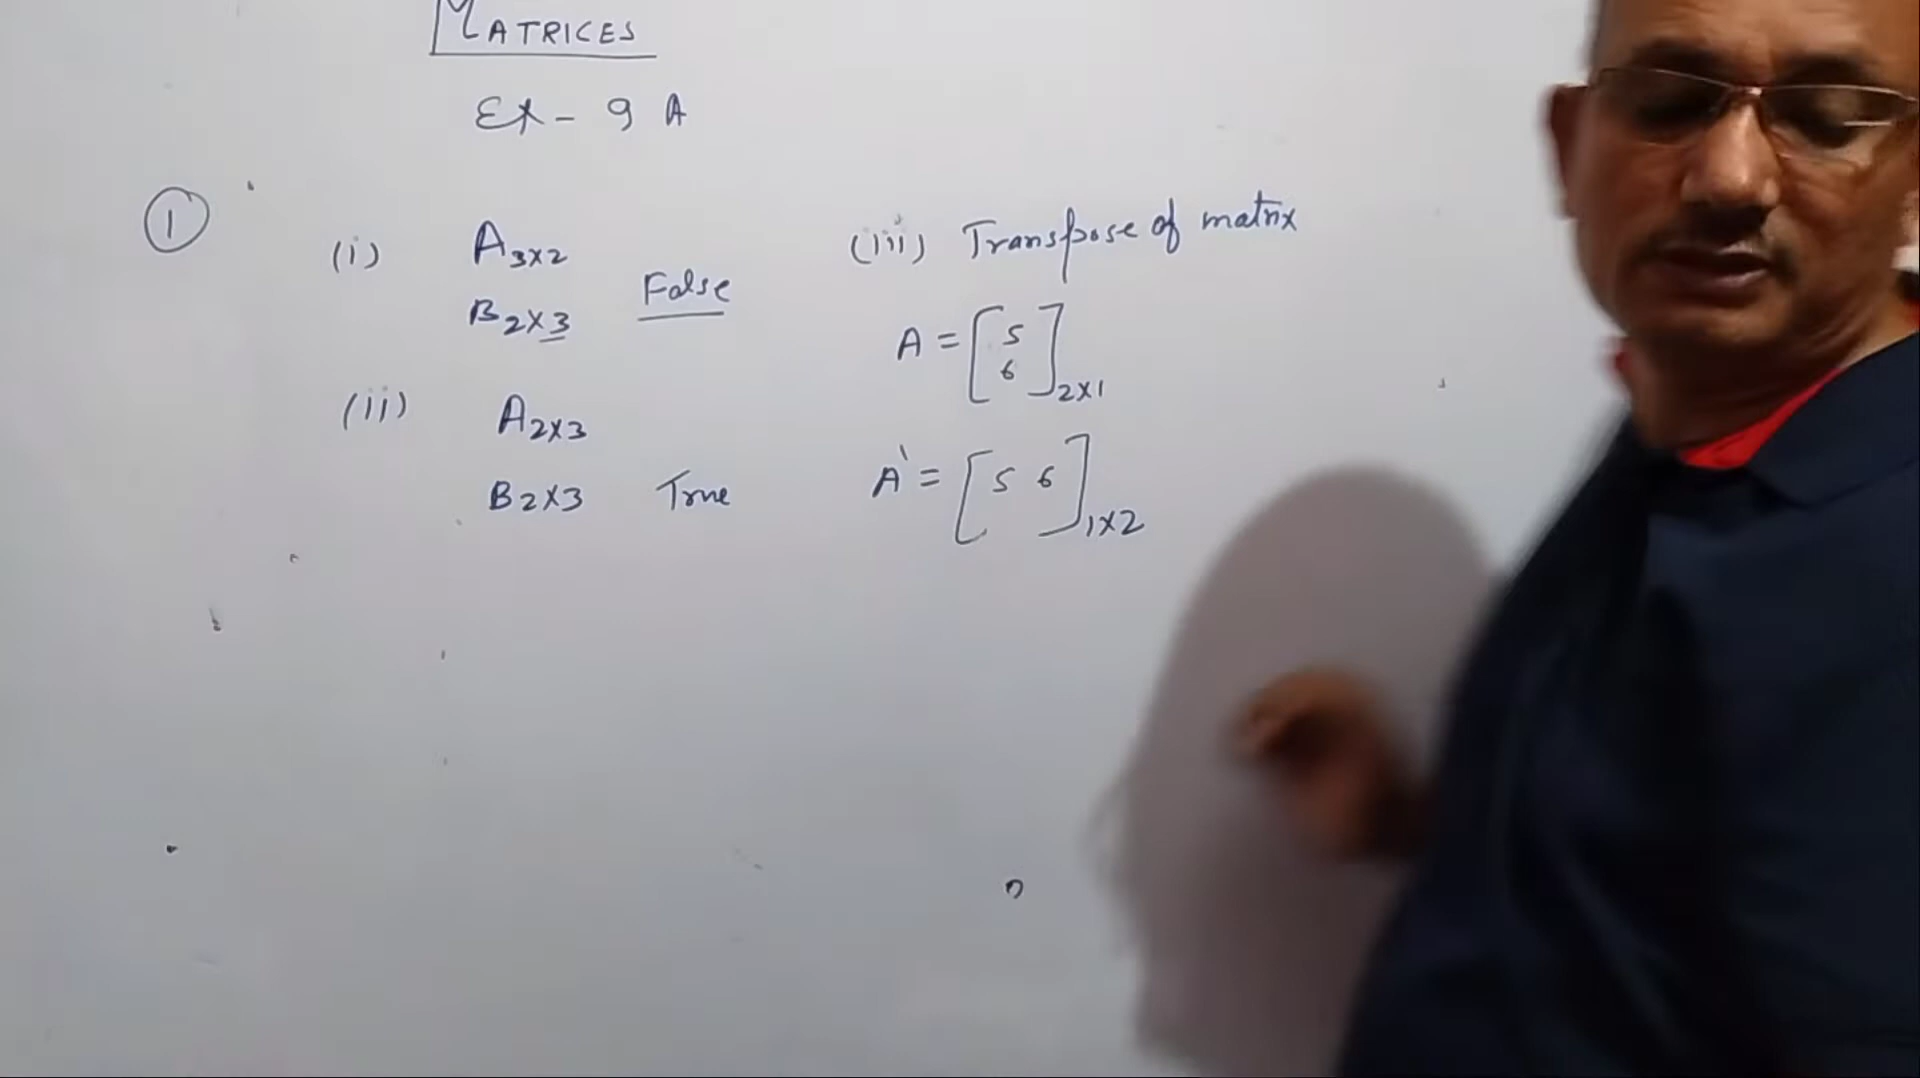 MATRICES
Ex - 9 A
1
(i) A3x2
B2x3 False
(ii) A2x3
B2x3 True
(iii) Transpose of matrix
A = [5
6]2x1
A' = [5 6]1x2